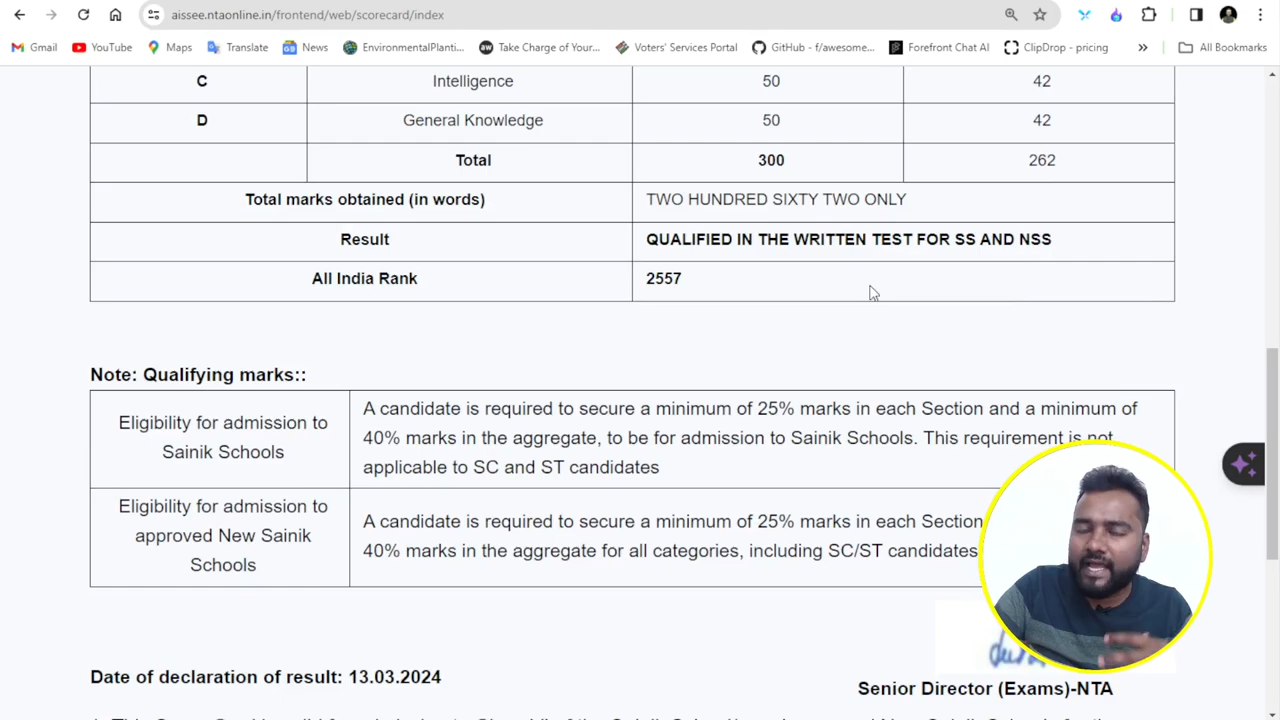 aissee.ntaonline.in/frontend/web/scorecard/index
Gmail YouTube Maps Translate News EnvironmentalPlanti... Take Charge of Your... Voters' Services Portal GitHub - f/awesome... Forefront Chat AI ClipDrop - pricing » All Bookmarks
C Intelligence 50 42
D General Knowledge 50 42
Total 300 262
Total marks obtained (in words) TWO HUNDRED SIXTY TWO ONLY
Result QUALIFIED IN THE WRITTEN TEST FOR SS AND NSS
All India Rank 2557
Note: Qualifying marks::
Eligibility for admission to
Sainik Schools
A candidate is required to secure a minimum of 25% marks in each Section and a minimum of
40% marks in the aggregate, to be for admission to Sainik Schools. This requirement is not
applicable to SC and ST candidates
Eligibility for admission to
approved New Sainik
Schools
A candidate is required to secure a minimum of 25% marks in each Section
40% marks in the aggregate for all categories, including SC/ST candidates
Date of declaration of result: 13.03.2024
Senior Director (Exams)-NTA